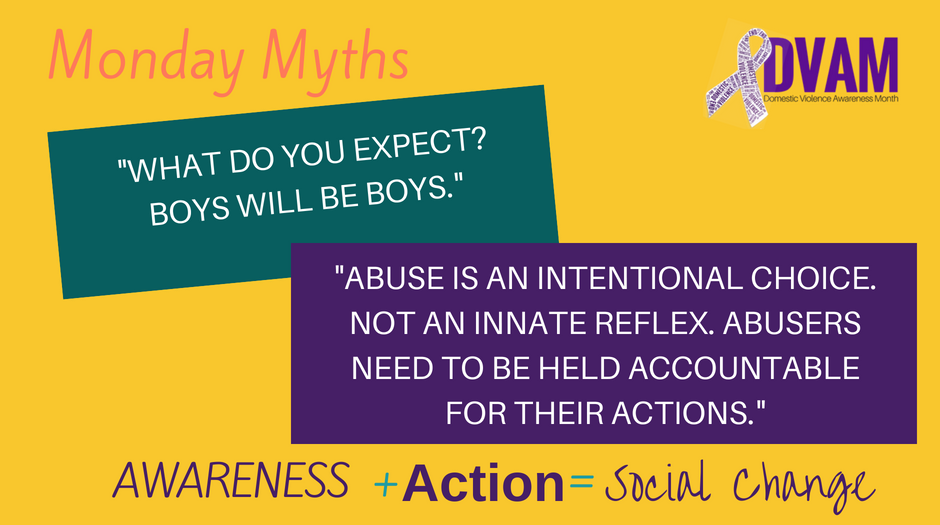 Monday Myths
DVAM
Domestic Violence Awareness Month
"WHAT DO YOU EXPECT?
BOYS WILL BE BOYS."
"ABUSE IS AN INTENTIONAL CHOICE.
NOT AN INNATE REFLEX. ABUSERS
NEED TO BE HELD ACCOUNTABLE
FOR THEIR ACTIONS."
AWARENESS + Action = Social Change